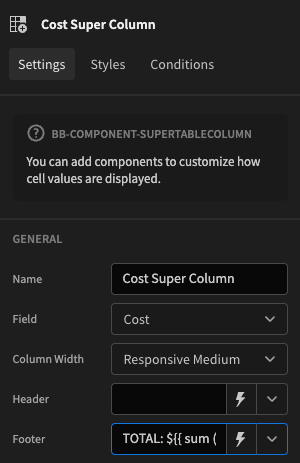 Cost Super Column
Settings Styles Conditions
BB-COMPONENT-SUPERTABLECOLUMN
You can add components to customize how
cell values are displayed.
GENERAL
Name Cost Super Column
Field Cost
Column Width Responsive Medium
Header
Footer TOTAL: ${{ sum (